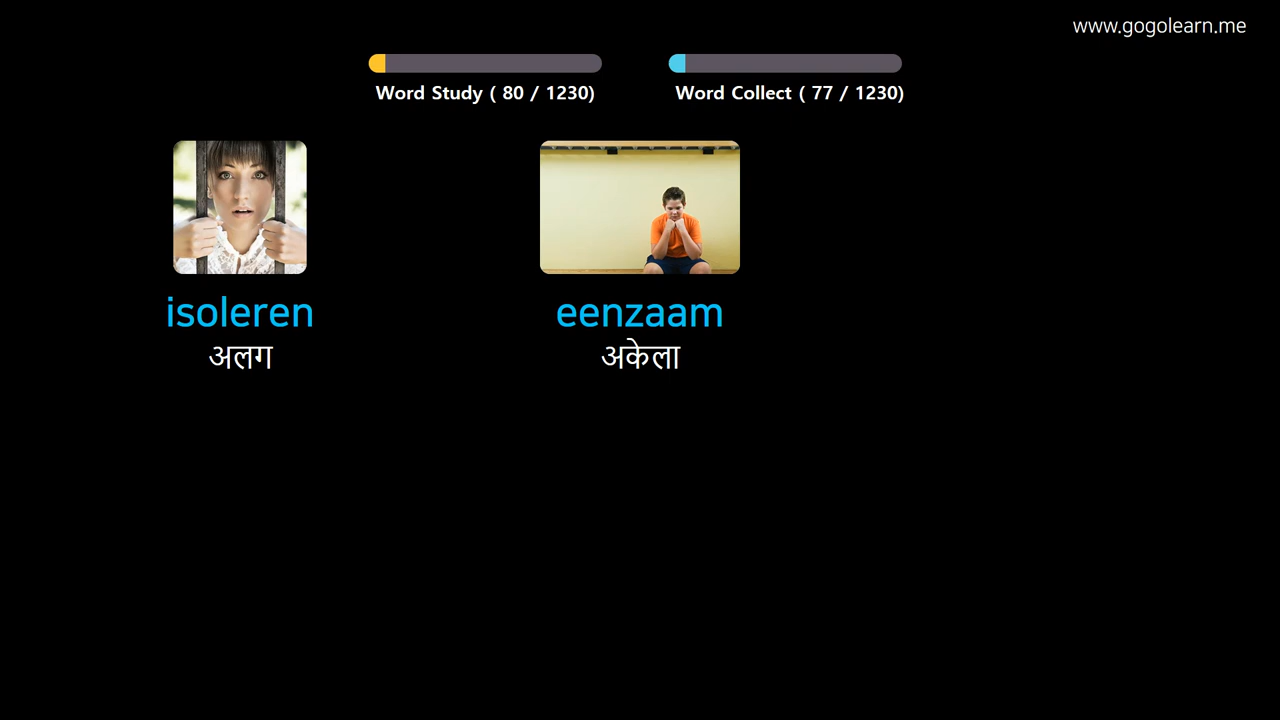 www.gogolearn.me
Word Study ( 80 / 1230)
Word Collect ( 77 / 1230)
isoleren
अलग
eenzaam
अकेला